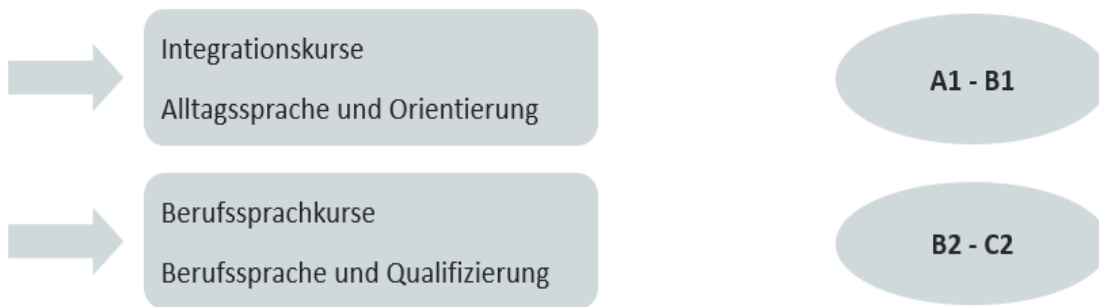 Integrationskurse
Alltagssprache und Orientierung
A1 - B1
Berufssprachkurse
Berufssprache und Qualifizierung
B2 - C2